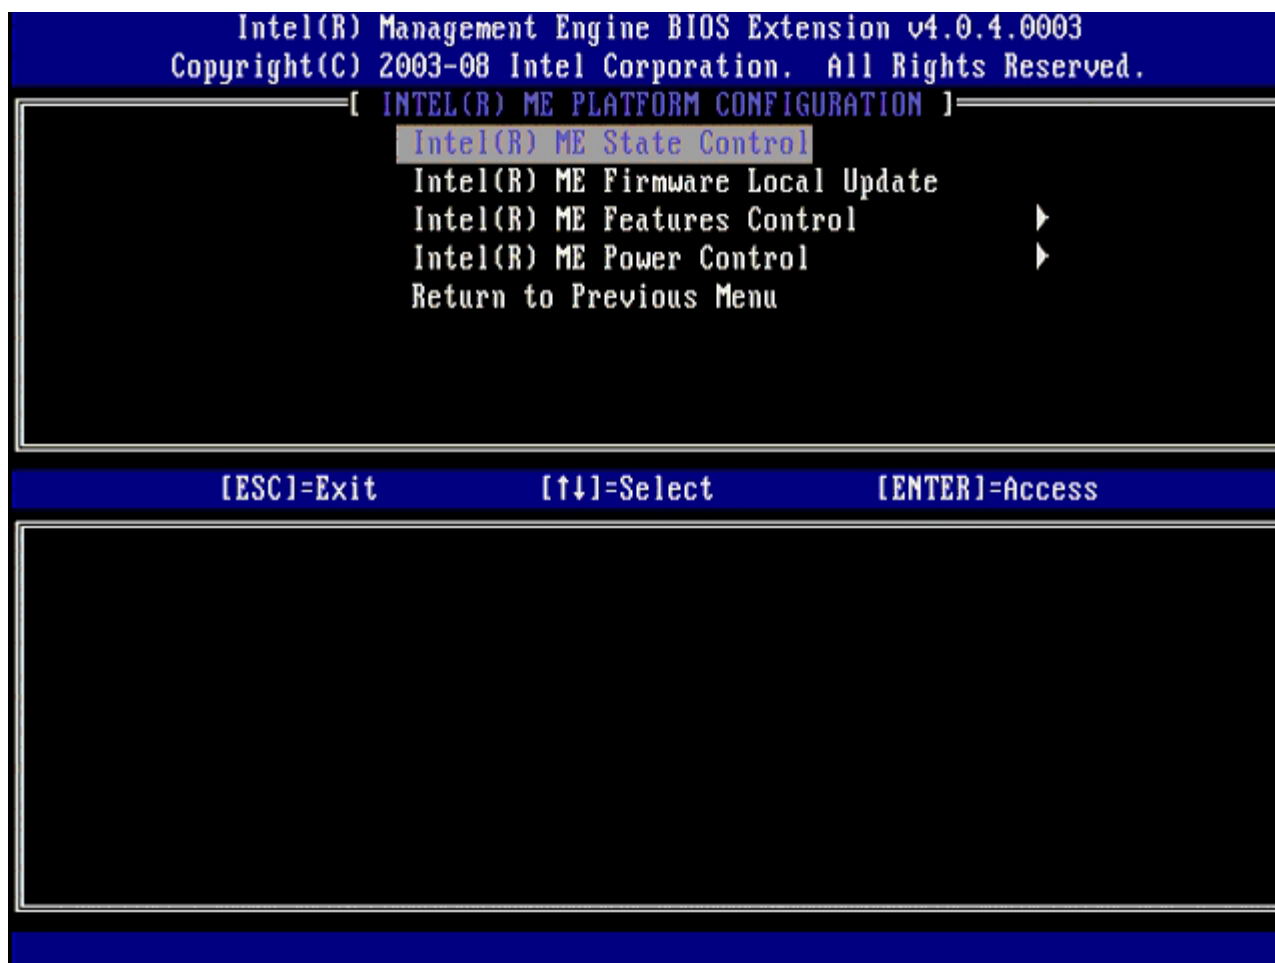 Intel(R) Management Engine BIOS Extension v4.0.4.0003
Copyright(C) 2003-08 Intel Corporation. All Rights Reserved.
[ INTEL(R) ME PLATFORM CONFIGURATION ]
Intel(R) ME State Control
Intel(R) ME Firmware Local Update
Intel(R) ME Features Control ►
Intel(R) ME Power Control ►
Return to Previous Menu
[ESC]=Exit [↑↓]=Select [ENTER]=Access